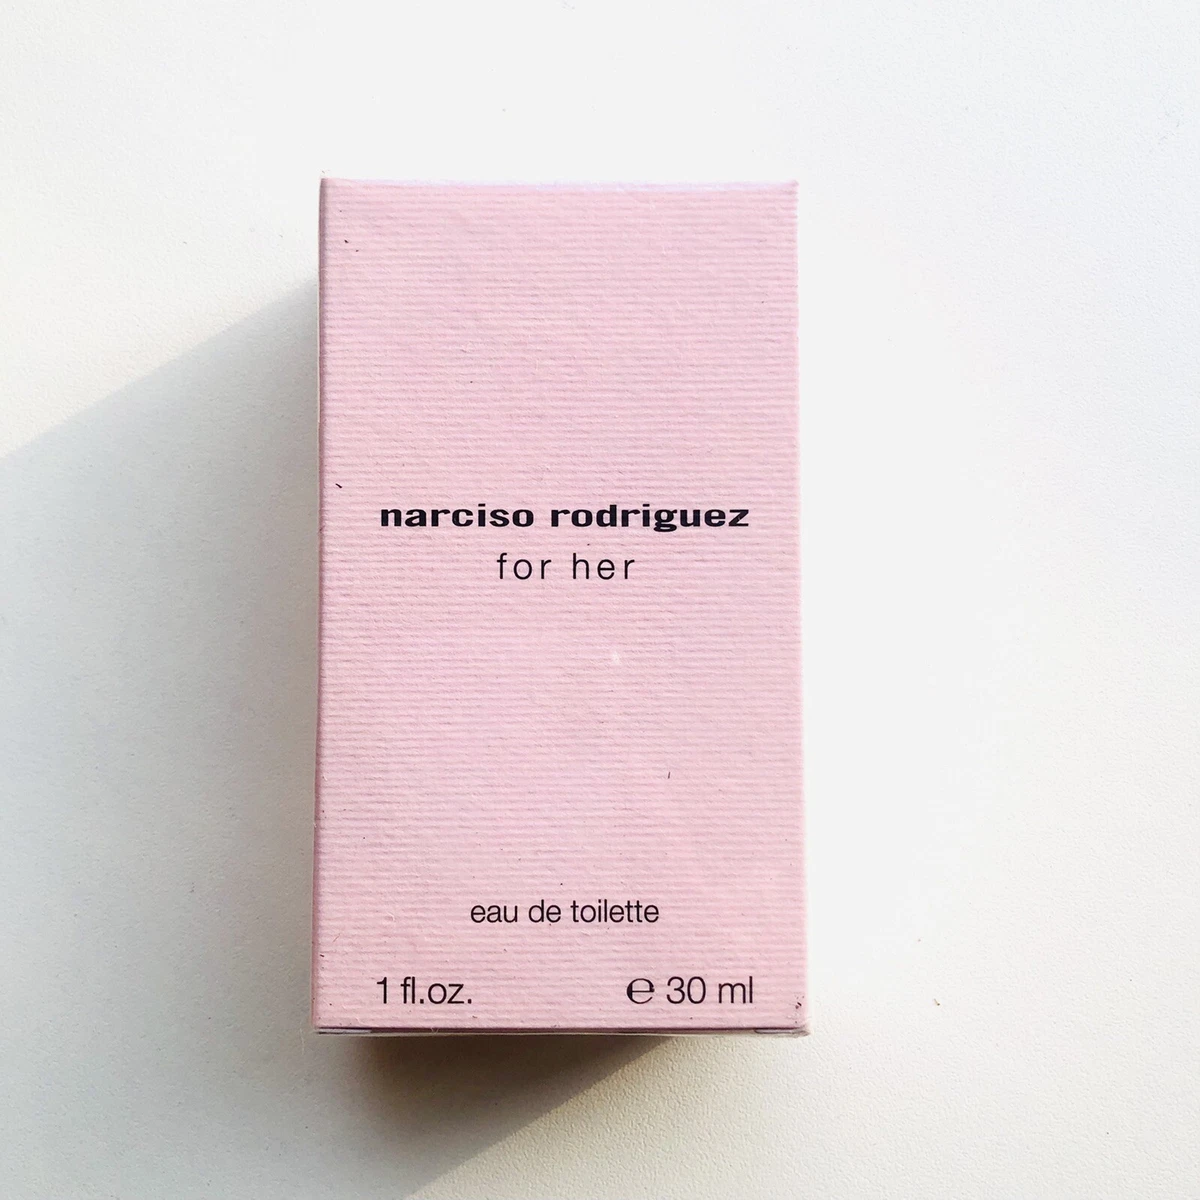 narciso rodriguez
for her
eau de toilette
1 fl.oz. ℮ 30 ml